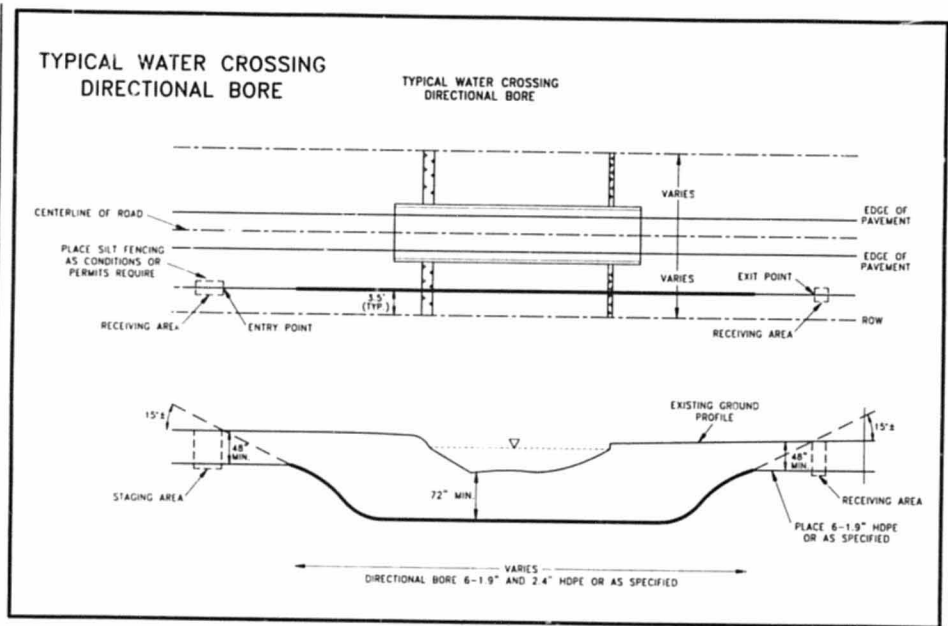 TYPICAL WATER CROSSING
DIRECTIONAL BORE
TYPICAL WATER CROSSING
DIRECTIONAL BORE
VARIES
CENTERLINE OF ROAD
EDGE OF
PAVEMENT
PLACE SILT FENCING
AS CONDITIONS OR
PERMITS REQUIRE
EDGE OF
PAVEMENT
VARIES
EXIT POINT
3.5'
(TYP.)
RECEIVING AREA
ENTRY POINT
RECEIVING AREA
ROW
EXISTING GROUND
PROFILE
15°±
15°±
48"
MIN.
48"
MIN.
STAGING AREA
72" MIN.
RECEIVING AREA
PLACE 6-1.9" HDPE
OR AS SPECIFIED
VARIES
DIRECTIONAL BORE 6-1.9" AND 2.4" HDPE OR AS SPECIFIED